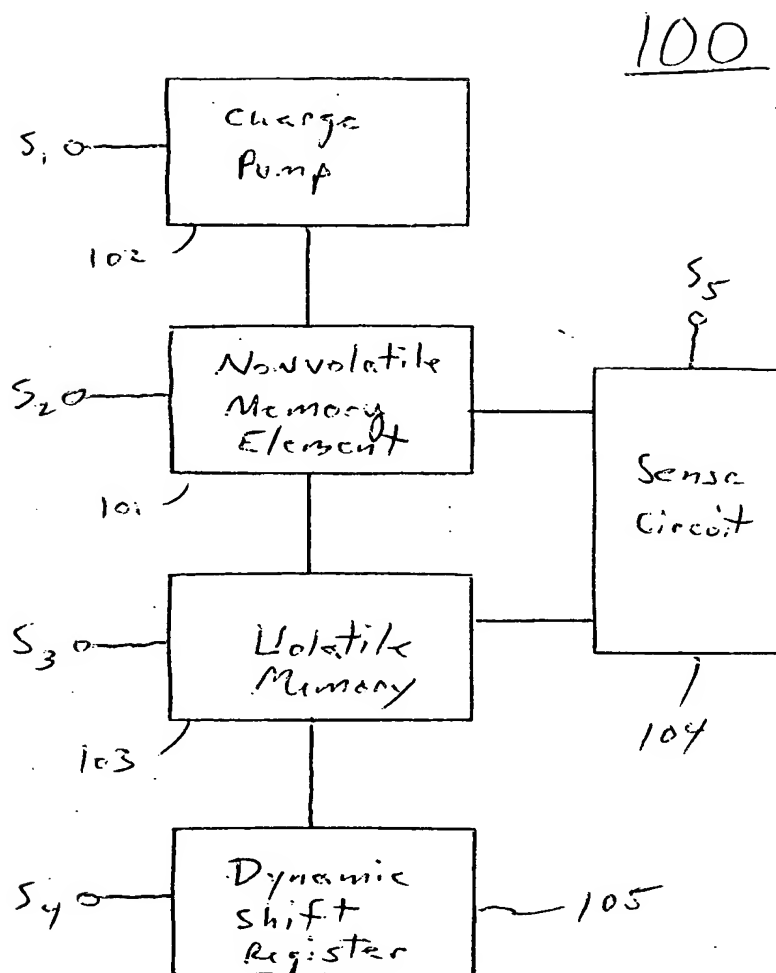 100
S1
Charge
Pump
102
S2
Nonvolatile
Memory
Element
101
S5
Sense
Circuit
104
S3
Volatile
Memory
103
S4
Dynamic
Shift
Register
105